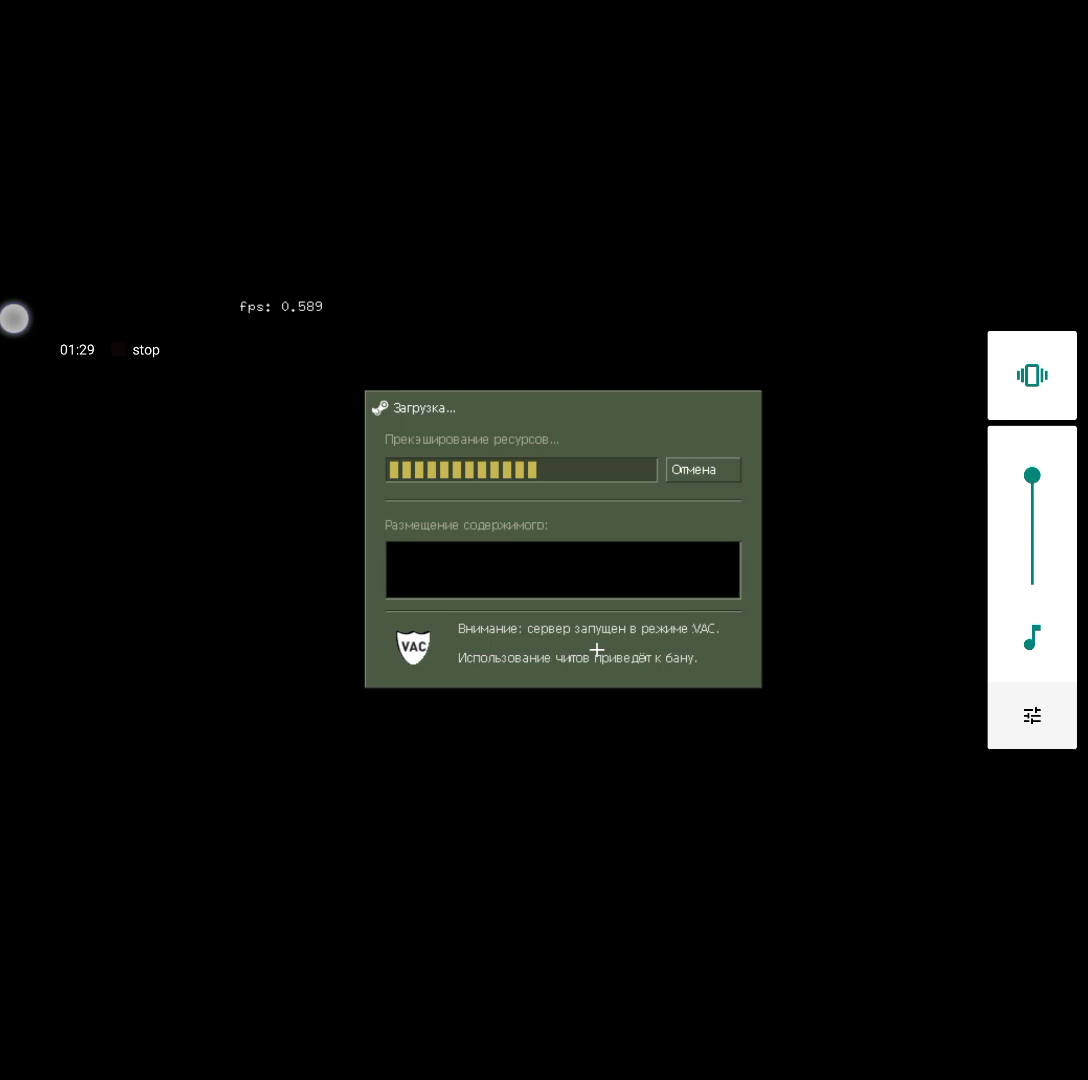 fps: 0.589
01:29 stop
Загрузка...
Прекэширование ресурсов...
Отмена
Размещение содержимого:
VAC
Внимание: сервер запущен в режиме VAC.
Использование читов приведёт к бану.